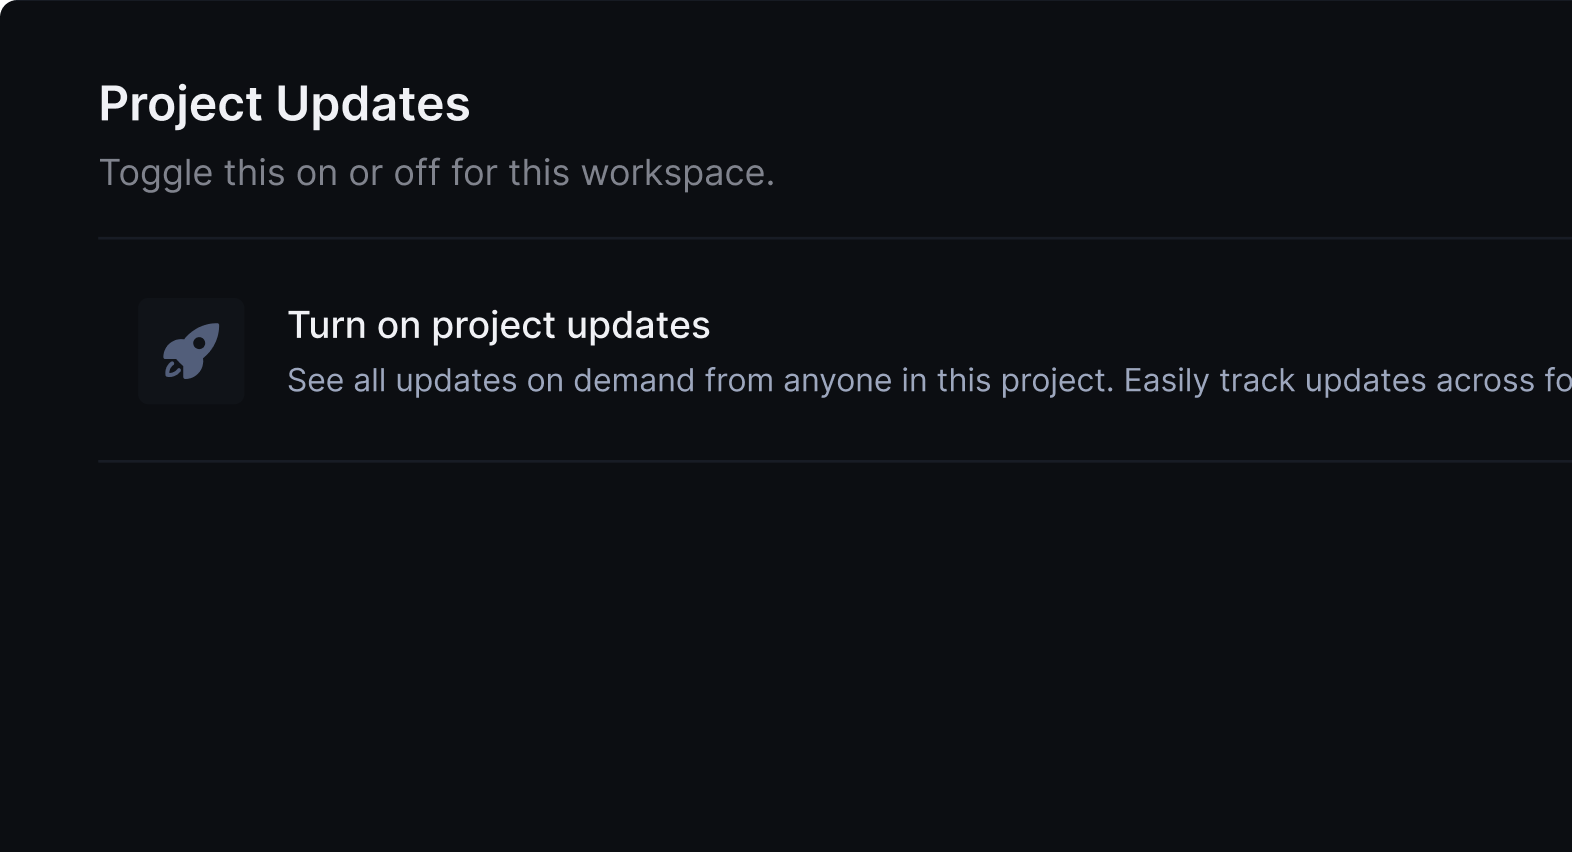 Project Updates
Toggle this on or off for this workspace.
Turn on project updates
See all updates on demand from anyone in this project. Easily track updates across